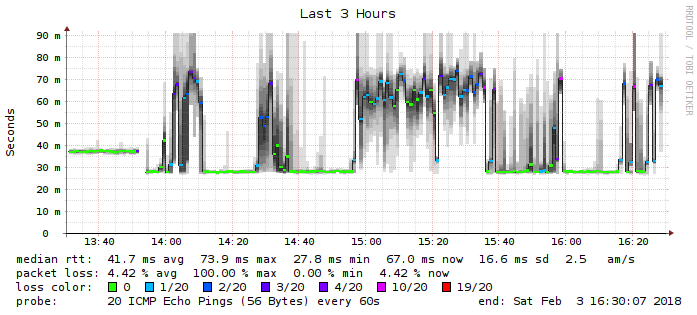 Last 3 Hours
RRDTOOL / TOBI OETIKER
Seconds
90 m
80 m
70 m
60 m
50 m
40 m
30 m
20 m
10 m
0
13:40 14:00 14:20 14:40 15:00 15:20 15:40 16:00 16:20
median rtt: 41.7 ms avg 73.9 ms max 27.8 ms min 67.0 ms now 16.6 ms sd 2.5 am/s
packet loss: 4.42 % avg 100.00 % max 0.00 % min 4.42 % now
loss color: 0 1/20 2/20 3/20 4/20 10/20 19/20
probe: 20 ICMP Echo Pings (56 Bytes) every 60s end: Sat Feb 3 16:30:07 2018